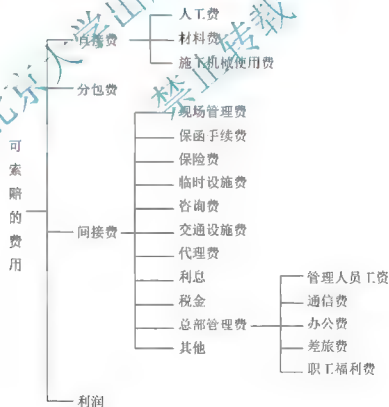 可索赔的费用
直接费
人工费
材料费
施工机械使用费
分包费
间接费
现场管理费
保函手续费
保险费
临时设施费
咨询费
交通设施费
代理费
利息
税金
总部管理费
管理人员工资
通信费
办公费
差旅费
职工福利费
其他
利润
禁止转载